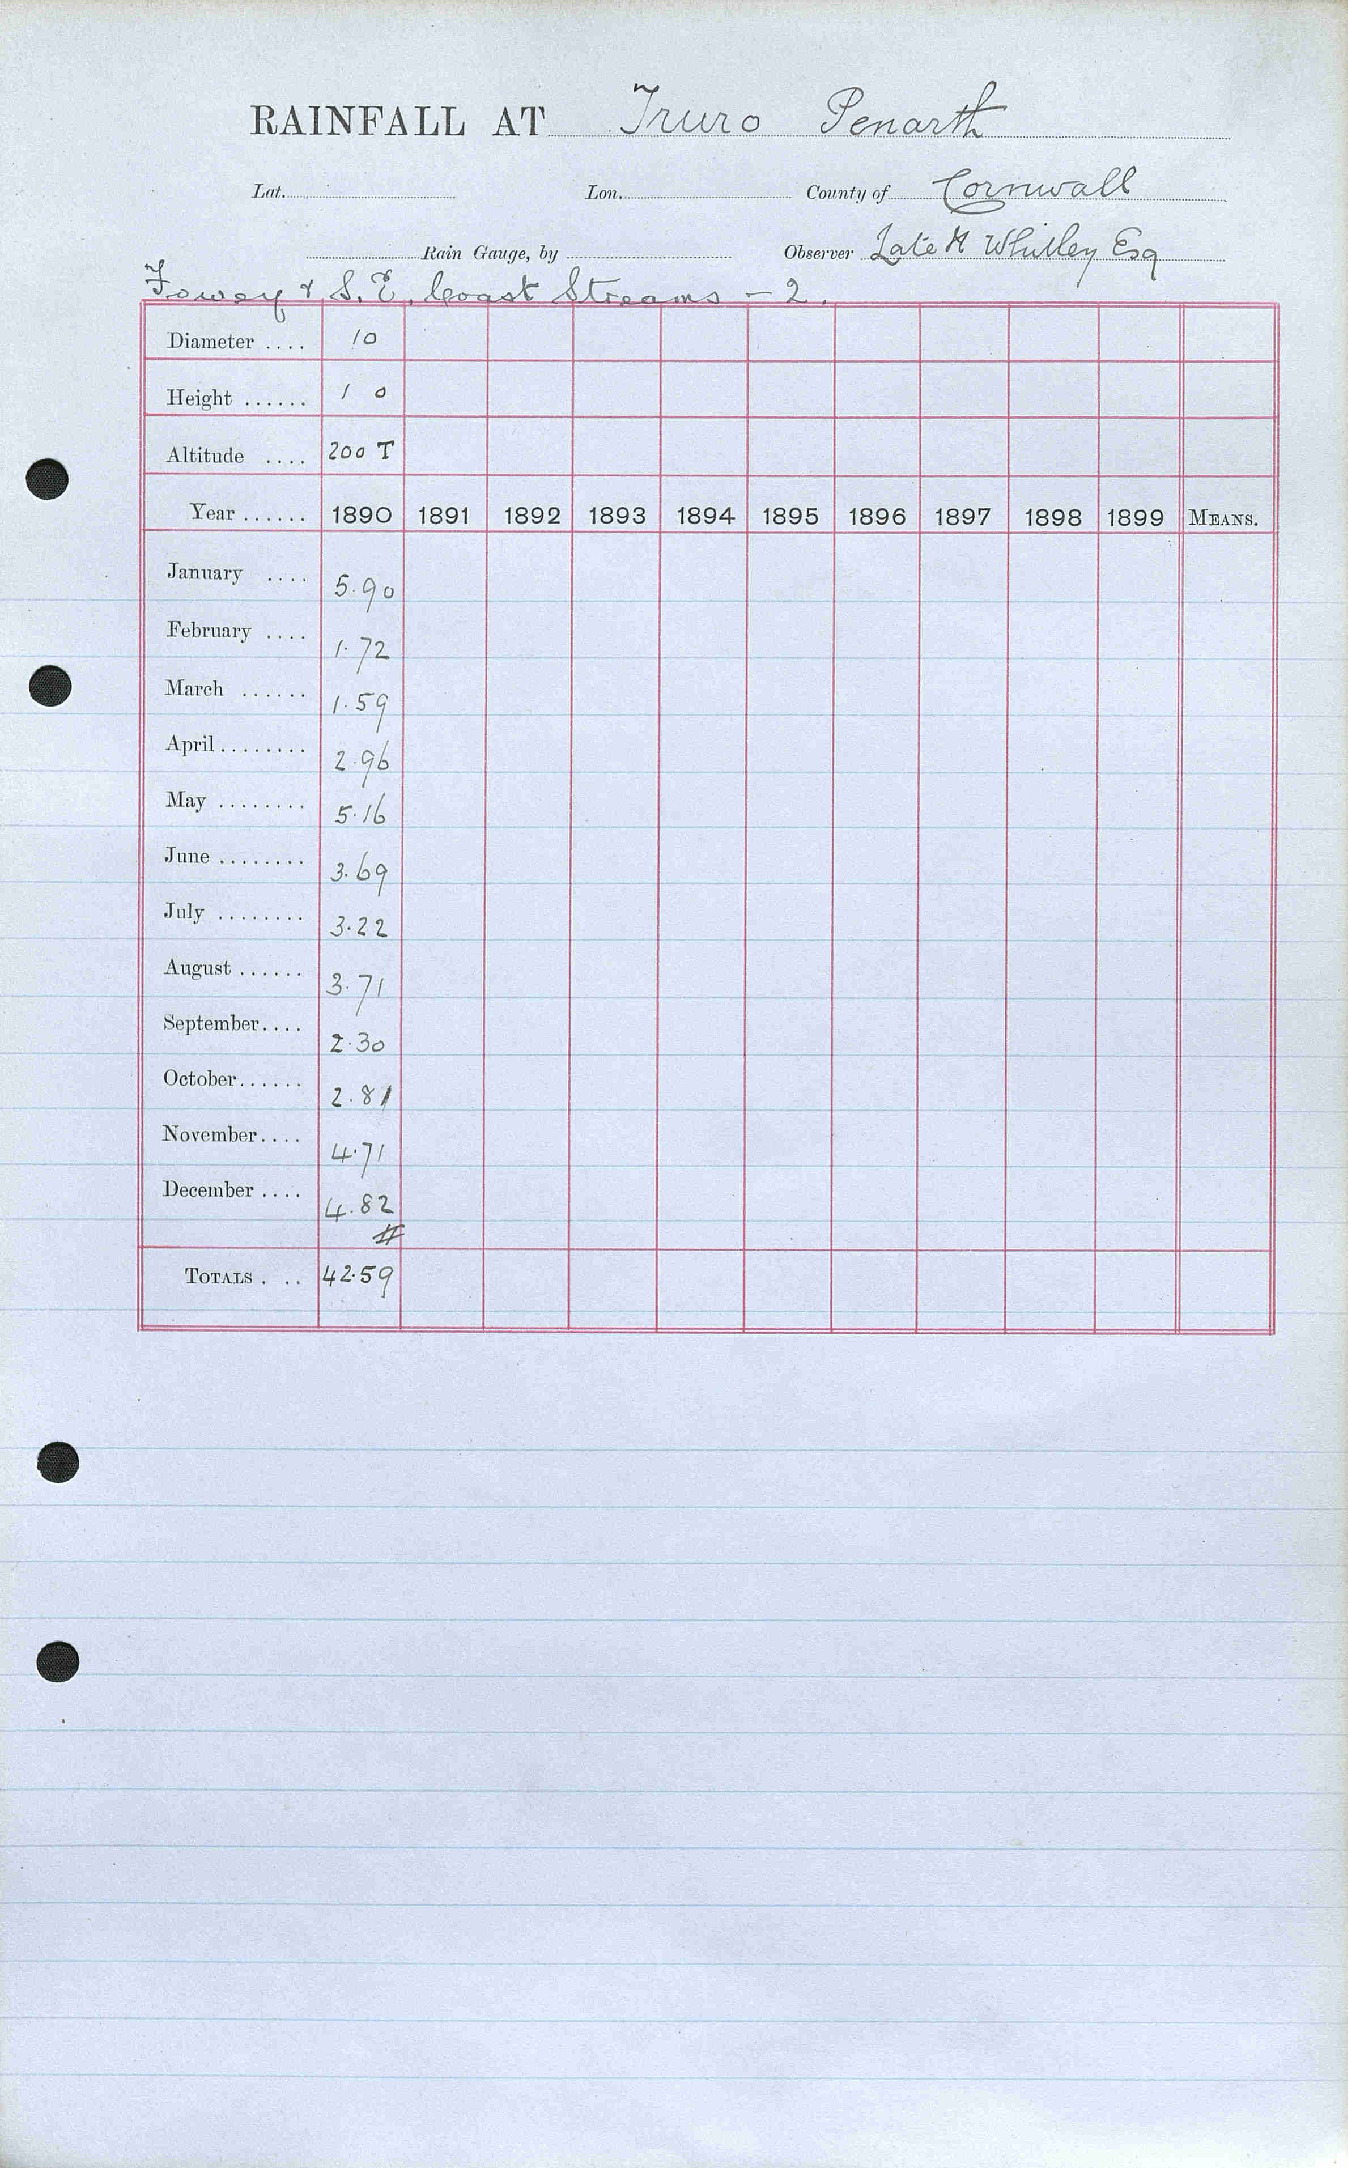 RAINFALL AT Truro Penarth
Lat. Lon. County of Cornwall
Rain Gauge, by Observer Late N Whitley Esq
Fowey & S. E. Coast Streams - 2.
Diameter .... 10
Height ...... 1 0
Altitude .... 200 T
Year ...... 1890 1891 1892 1893 1894 1895 1896 1897 1898 1899 MEANS.
January .... 5.90
February .... 1.72
March ...... 1.59
April ........ 2.96
May ........ 5.16
June ........ 3.69
July ........ 3.22
August ...... 3.71
September.... 2.30
October...... 2.81
November.... 4.71
December .... 4.82
#
TOTALS . .. 42.59